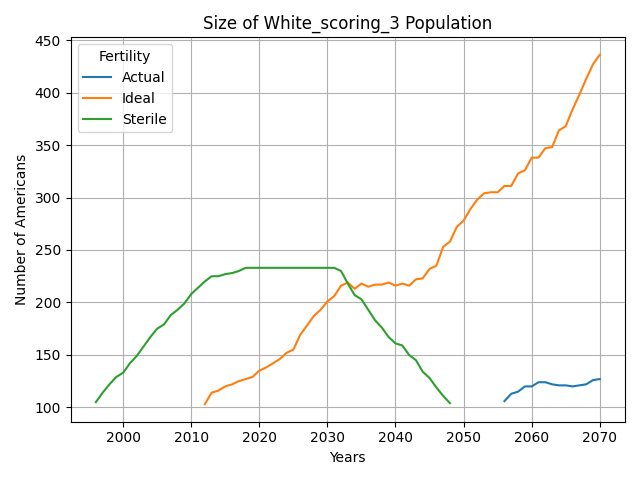 Size of White_scoring_3 Population
Fertility
Actual
Ideal
Sterile
Number of Americans
450
400
350
300
250
200
150
100
2000 2010 2020 2030 2040 2050 2060 2070
Years